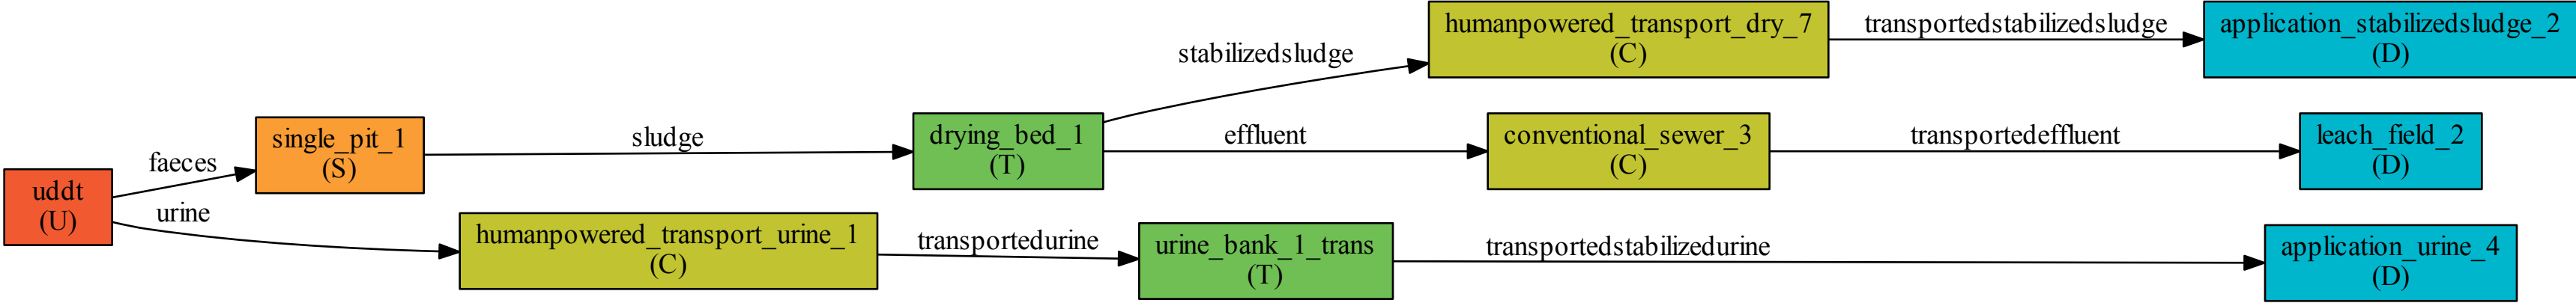 humanpowered_transport_dry_7
(C)
transportedstabilizedsludge
application_stabilizedsludge_2
(D)
stabilizedsludge
single_pit_1
(S)
sludge
drying_bed_1
(T)
effluent
conventional_sewer_3
(C)
transportedeffluent
leach_field_2
(D)
faeces
uddt
(U)
urine
humanpowered_transport_urine_1
(C)
transportedurine
urine_bank_1_trans
(T)
transportedstabilizedurine
application_urine_4
(D)